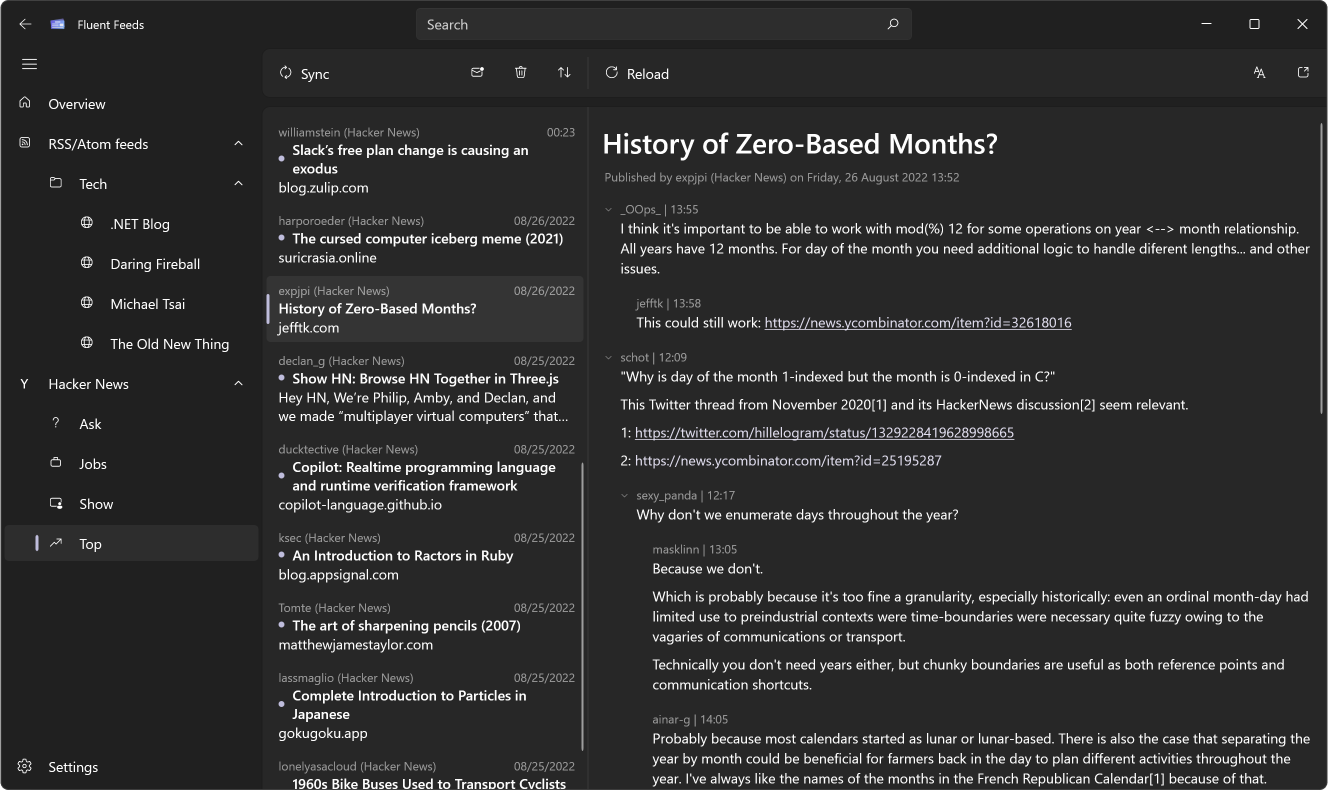 Fluent Feeds
Search
Overview
RSS/Atom feeds
Tech
.NET Blog
Daring Fireball
Michael Tsai
The Old New Thing
Y Hacker News
? Ask
Jobs
Show
Top
Settings
Sync
Reload
williamstein (Hacker News) 00:23
Slack's free plan change is causing an
exodus
blog.zulip.com
harporoeder (Hacker News) 08/26/2022
The cursed computer iceberg meme (2021)
suricrasia.online
expjpi (Hacker News) 08/26/2022
History of Zero-Based Months?
jefftk.com
declan_g (Hacker News) 08/25/2022
Show HN: Browse HN Together in Three.js
Hey HN, We’re Philip, Amby, and Declan, and
we made “multiplayer virtual computers” that...
ducktective (Hacker News) 08/25/2022
Copilot: Realtime programming language
and runtime verification framework
copilot-language.github.io
ksec (Hacker News) 08/25/2022
An Introduction to Ractors in Ruby
blog.appsignal.com
Tomte (Hacker News) 08/25/2022
The art of sharpening pencils (2007)
matthewjamestaylor.com
lassmaglio (Hacker News) 08/25/2022
Complete Introduction to Particles in
Japanese
gokugoku.app
lonelyasacloud (Hacker News) 08/25/2022
1960s Bike Buses Used to Transport Cyclists
History of Zero-Based Months?
Published by expjpi (Hacker News) on Friday, 26 August 2022 13:52
_OOps_ | 13:55
I think it's important to be able to work with mod(%) 12 for some operations on year <--> month relationship.
All years have 12 months. For day of the month you need additional logic to handle diferent lengths... and other
issues.
jefftk | 13:58
This could still work: https://news.ycombinator.com/item?id=32618016
schot | 12:09
"Why is day of the month 1-indexed but the month is 0-indexed in C?"
This Twitter thread from November 2020[1] and its HackerNews discussion[2] seem relevant.
1: https://twitter.com/hillelogram/status/1329228419628998665
2: https://news.ycombinator.com/item?id=25195287
sexy_panda | 12:17
Why don't we enumerate days throughout the year?
masklinn | 13:05
Because we don't.
Which is probably because it's too fine a granularity, especially historically: even an ordinal month-day had
limited use to preindustrial contexts were time-boundaries were necessary quite fuzzy owing to the
vagaries of communications or transport.
Technically you don't need years either, but chunky boundaries are useful as both reference points and
communication shortcuts.
ainar-g | 14:05
Probably because most calendars started as lunar or lunar-based. There is also the case that separating the
year by month could be beneficial for farmers back in the day to plan different activities throughout the
year. I've always like the names of the months in the French Republican Calendar[1] because of that.